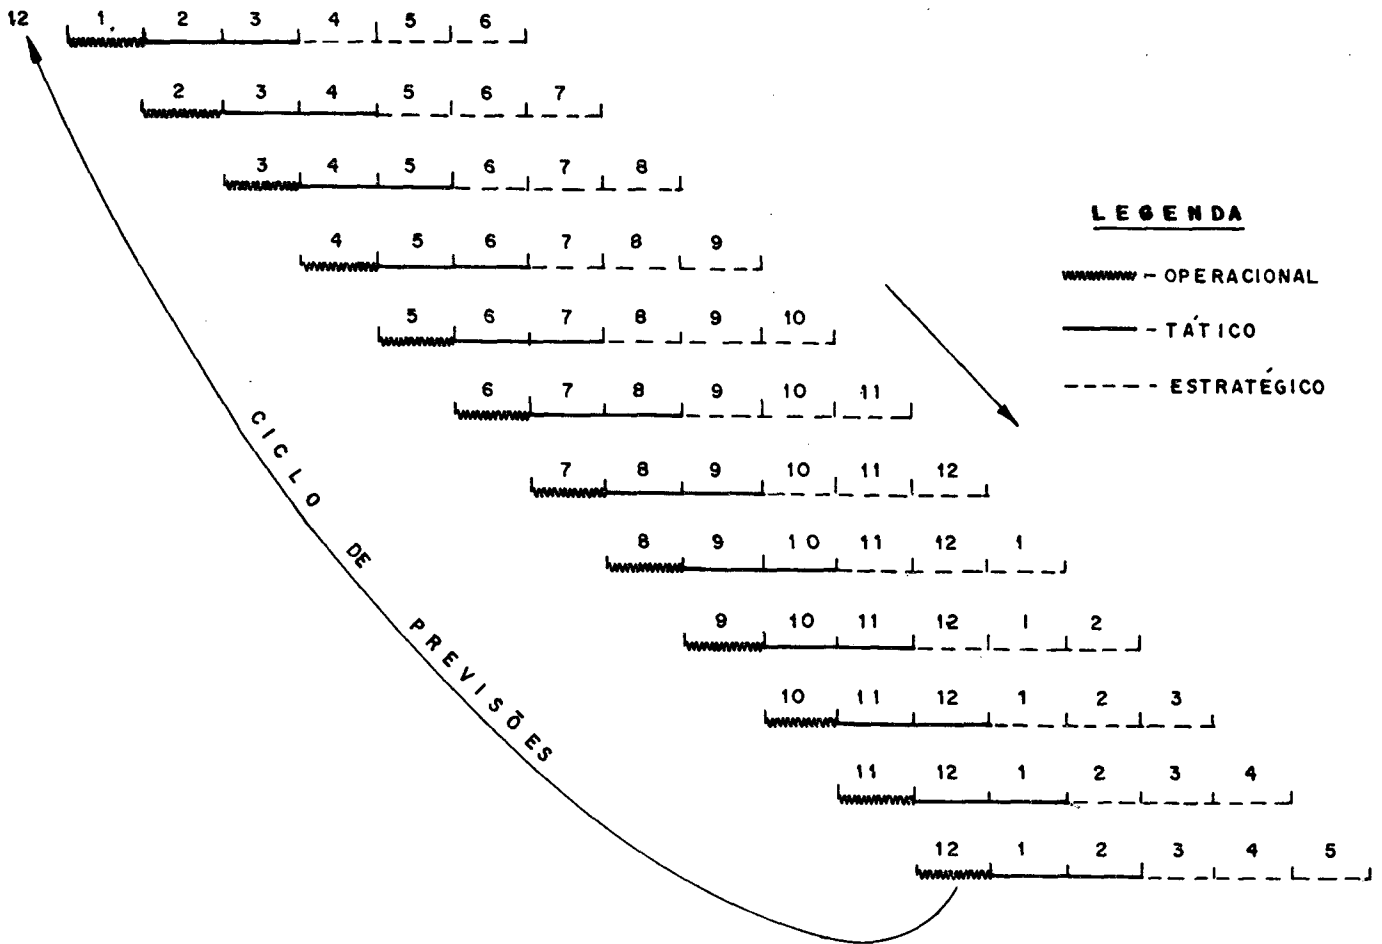 12 1 2 3 4 5 6
2 3 4 5 6 7
3 4 5 6 7 8
4 5 6 7 8 9
5 6 7 8 9 10
6 7 8 9 10 11
7 8 9 10 11 12
8 9 10 11 12 1
9 10 11 12 1 2
10 11 12 1 2 3
11 12 1 2 3 4
12 1 2 3 4 5
LEGENDA
- OPERACIONAL
- TÁTICO
- ESTRATÉGICO
CICLO DE PREVISÕES